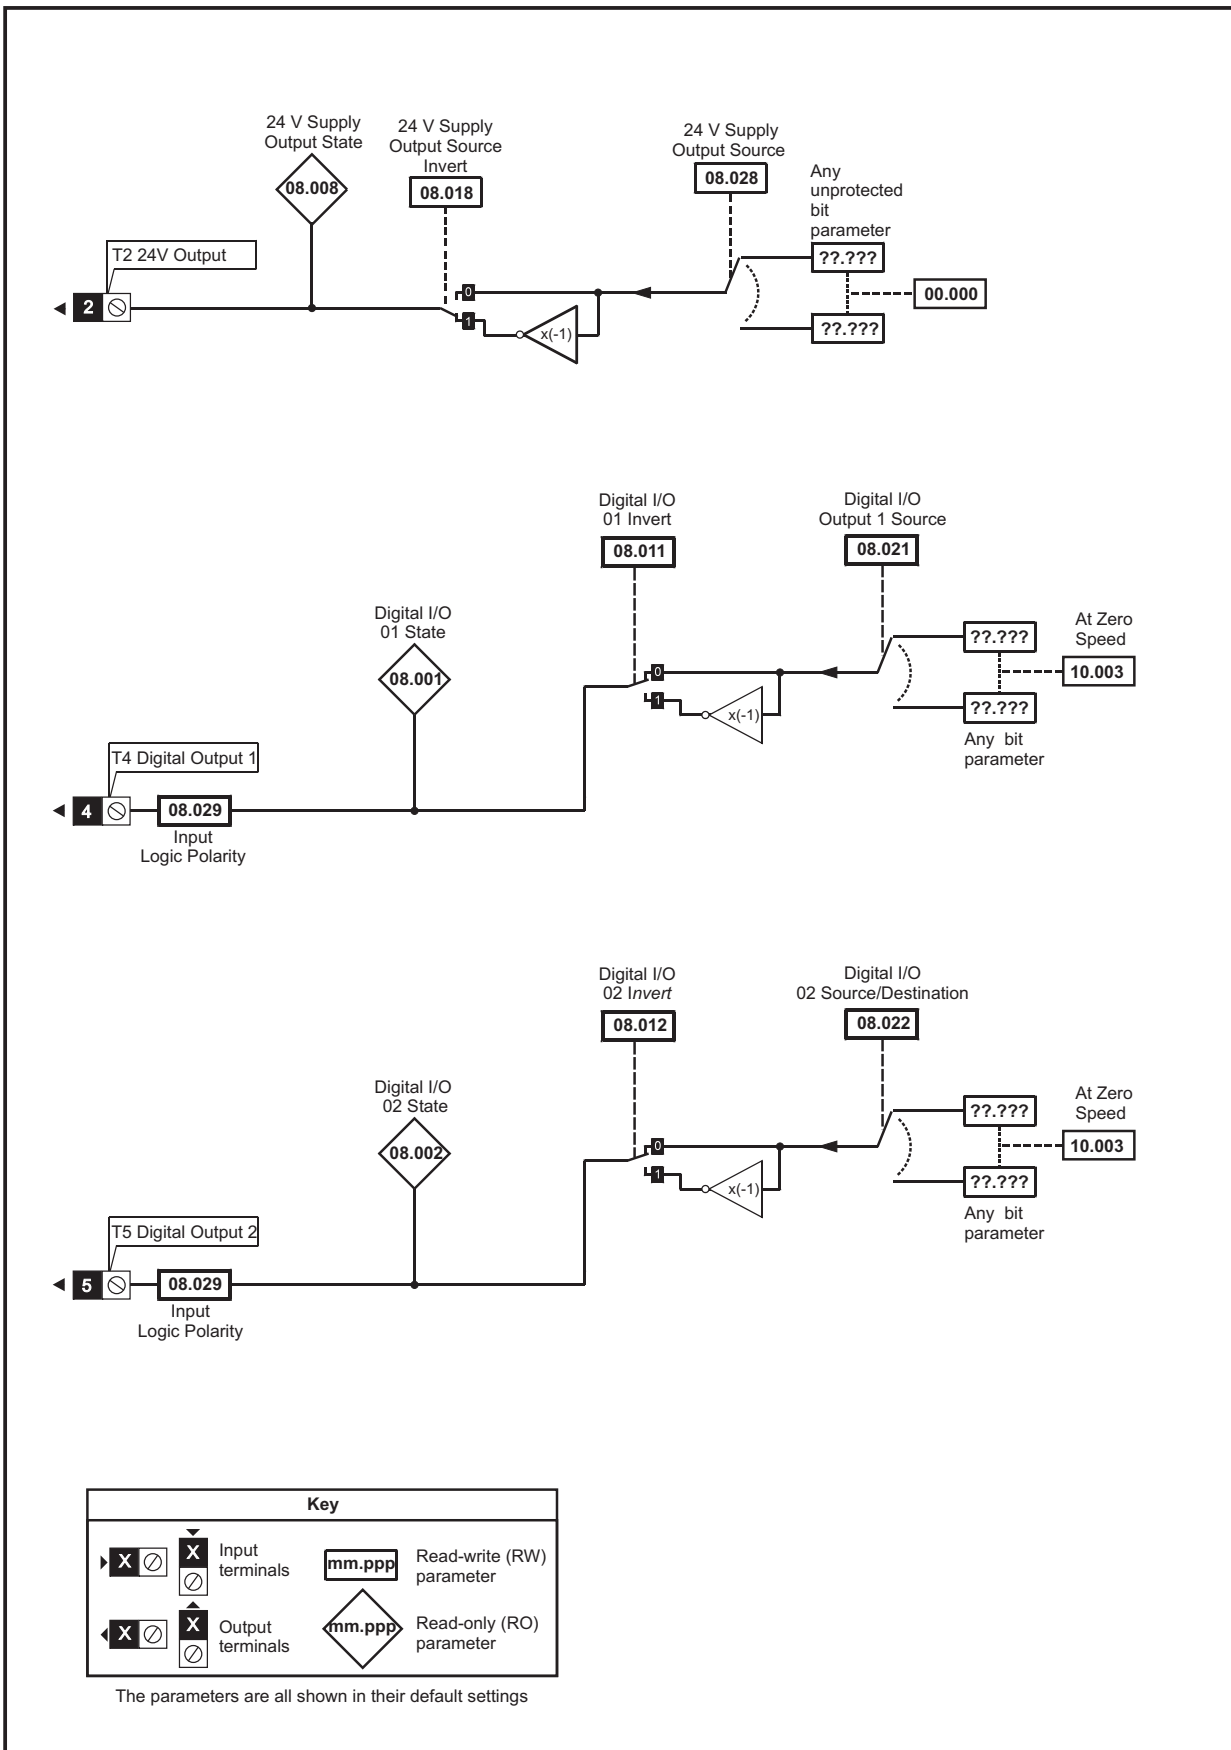 24 V Supply
Output State
08.008
24 V Supply
Output Source
Invert
08.018
24 V Supply
Output Source
08.028
Any
unprotected
bit
parameter
??.???
??.???
00.000
T2 24V Output
2
0
1
x(-1)
Digital I/O
01 Invert
08.011
Digital I/O
Output 1 Source
08.021
Digital I/O
01 State
08.001
0
1
x(-1)
??.???
??.???
Any bit
parameter
At Zero
Speed
10.003
T4 Digital Output 1
4
08.029
Input
Logic Polarity
Digital I/O
02 Invert
08.012
Digital I/O
02 Source/Destination
08.022
Digital I/O
02 State
08.002
0
1
x(-1)
??.???
??.???
Any bit
parameter
At Zero
Speed
10.003
T5 Digital Output 2
5
08.029
Input
Logic Polarity
Key
X
X
Input
terminals
mm.ppp
Read-write (RW)
parameter
X
X
Output
terminals
mm.ppp
Read-only (RO)
parameter
The parameters are all shown in their default settings